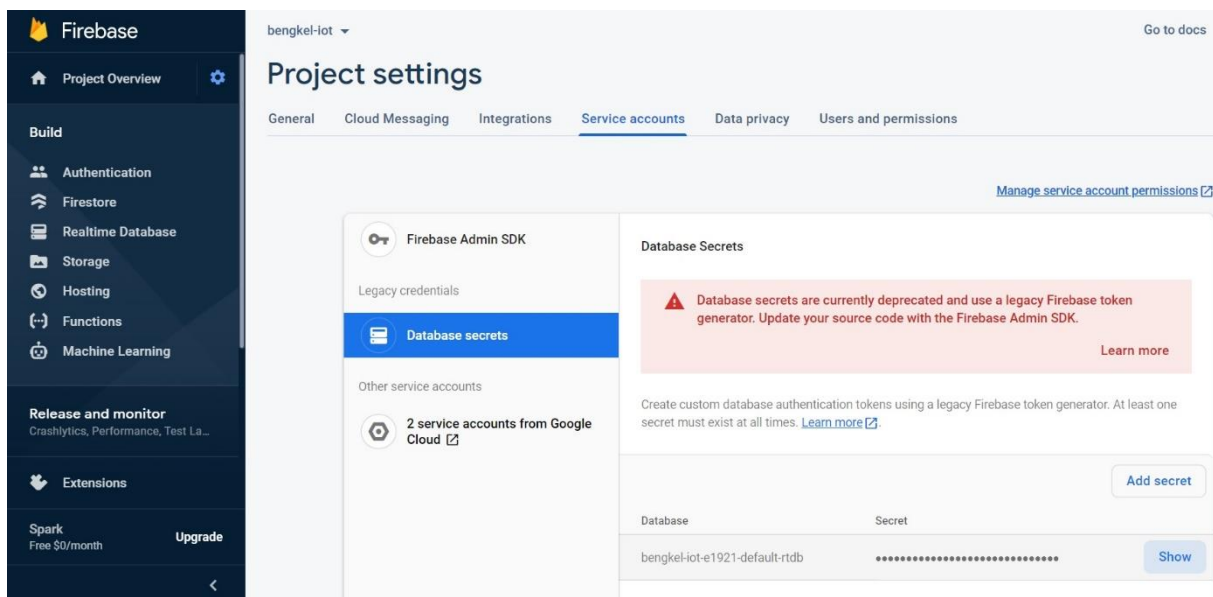 Firebase
Project Overview
Build
Authentication
Firestore
Realtime Database
Storage
Hosting
Functions
Machine Learning
Release and monitor
Crashlytics, Performance, Test La...
Extensions
Spark
Free $0/month
Upgrade
bengkel-iot
Go to docs
Project settings
General Cloud Messaging Integrations Service accounts Data privacy Users and permissions
Manage service account permissions
Firebase Admin SDK
Legacy credentials
Database secrets
Other service accounts
2 service accounts from Google
Cloud
Database Secrets
Database secrets are currently deprecated and use a legacy Firebase token
generator. Update your source code with the Firebase Admin SDK.
Learn more
Create custom database authentication tokens using a legacy Firebase token generator. At least one
secret must exist at all times. Learn more.
Add secret
Database Secret
bengkel-iot-e1921-default-rtdb •••••••••••••••••••••••••••••• Show